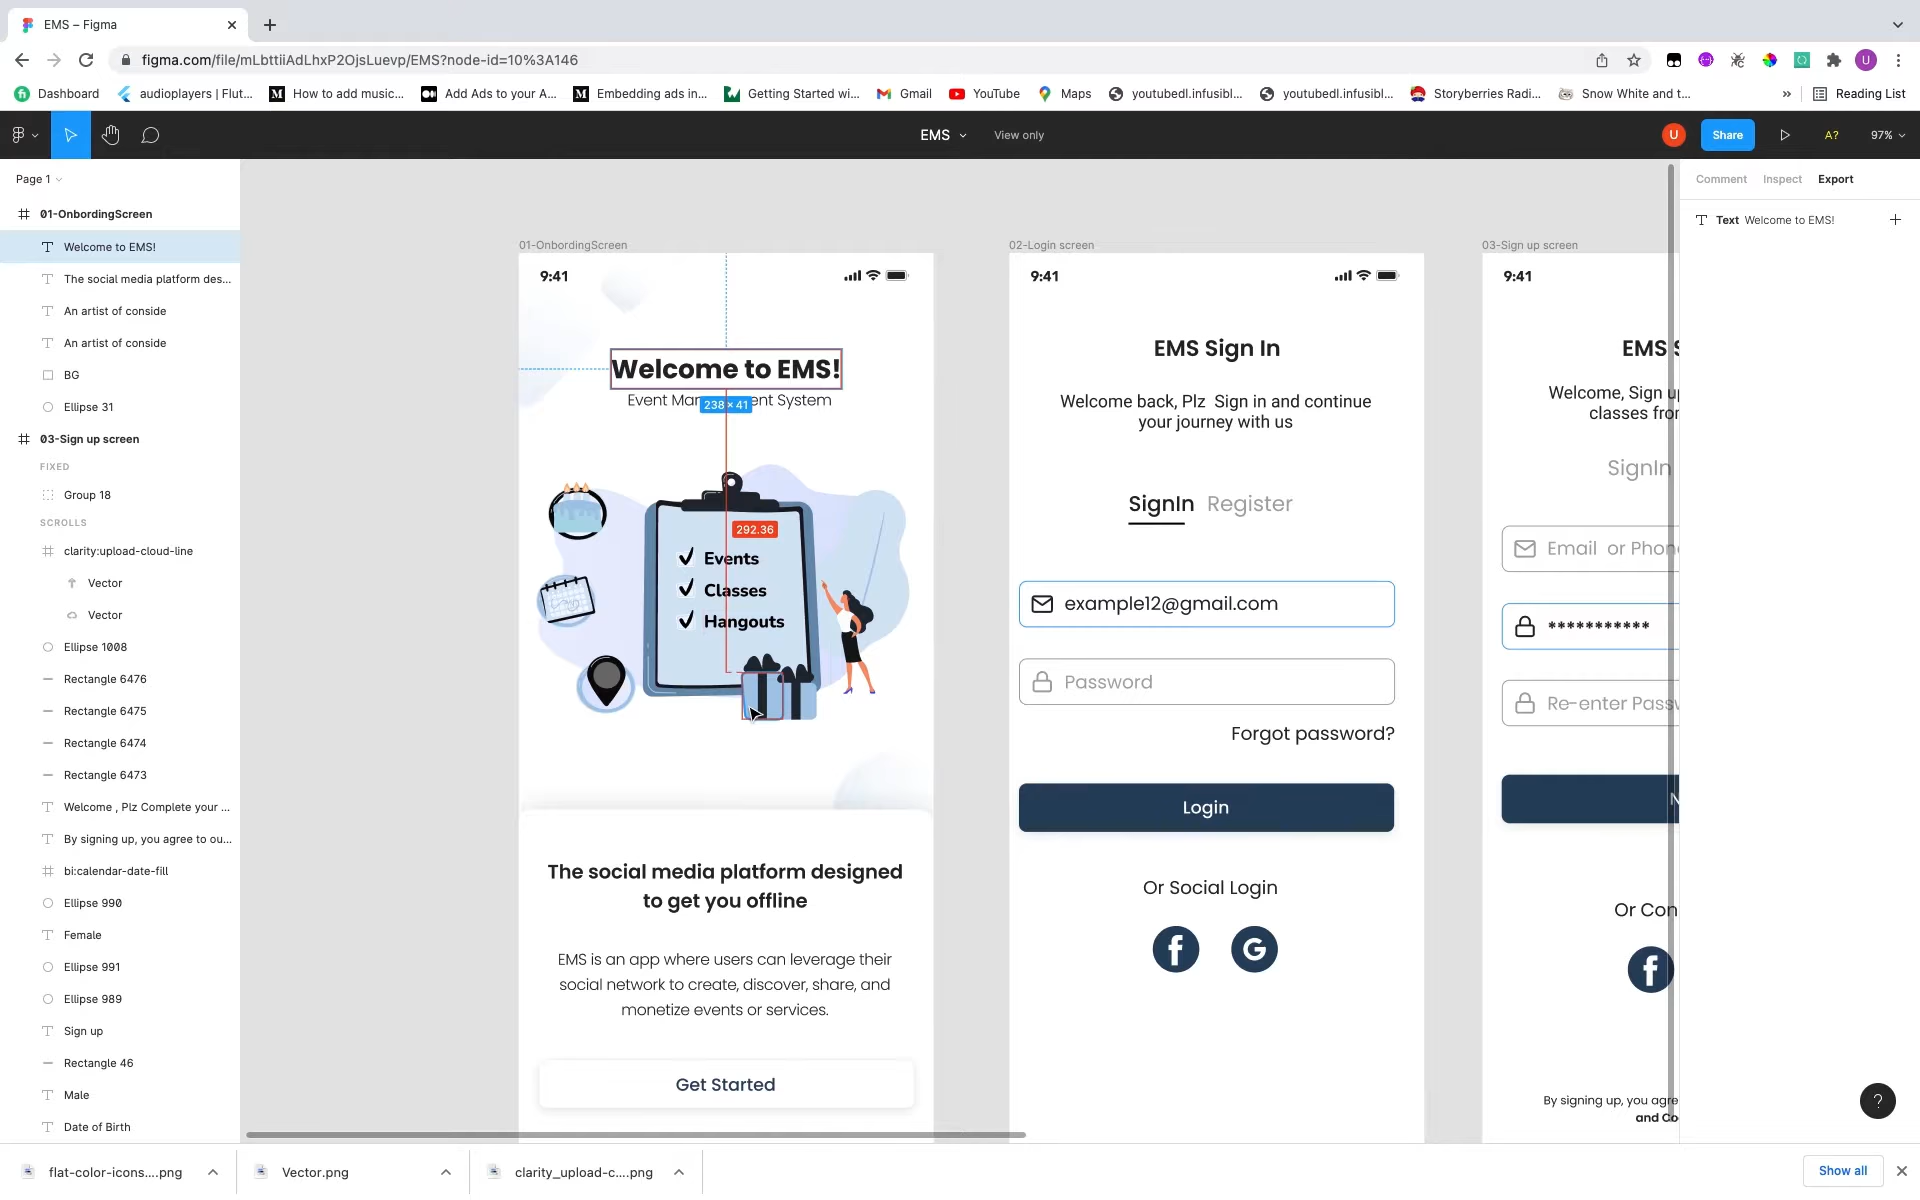 EMS – Figma
figma.com/file/mLbttiiAdLhxP2OjsLuevp/EMS?node-id=10%3A146
U
Dashboard
audioplayers | Flut...
How to add music...
Add Ads to your A...
Embedding ads in...
Getting Started wi...
Gmail
YouTube
Maps
youtubedl.infusibl...
youtubedl.infusibl...
Storyberries Radi...
Snow White and t...
»
Reading List
EMS
View only
U
Share
A?
97%
Page 1
01-OnbordingScreen
Welcome to EMS!
The social media platform des...
An artist of conside
An artist of conside
BG
Ellipse 31
03-Sign up screen
FIXED
Group 18
SCROLLS
clarity:upload-cloud-line
Vector
Vector
Ellipse 1008
Rectangle 6476
Rectangle 6475
Rectangle 6474
Rectangle 6473
Welcome , Plz Complete your ...
By signing up, you agree to ou...
bi:calendar-date-fill
Ellipse 990
Female
Ellipse 991
Ellipse 989
Sign up
Rectangle 46
Male
Date of Birth
01-OnbordingScreen
9:41
Welcome to EMS!
238 × 41
292.36
Events
Classes
Hangouts
The social media platform designed
to get you offline
EMS is an app where users can leverage their
social network to create, discover, share, and
monetize events or services.
Get Started
02-Login screen
9:41
EMS Sign In
Welcome back, Plz Sign in and continue
your journey with us
SignIn Register
example12@gmail.com
Password
Forgot password?
Login
Or Social Login
f
G
03-Sign up screen
9:41
EMS
Welcome, Sign
SignIn
Email or
***********
Re-enter
Or
f
By signing up, you
and
Comment
Inspect
Export
Text Welcome to EMS!
?
flat-color-icons....png
Vector.png
clarity_upload-c....png
Show all